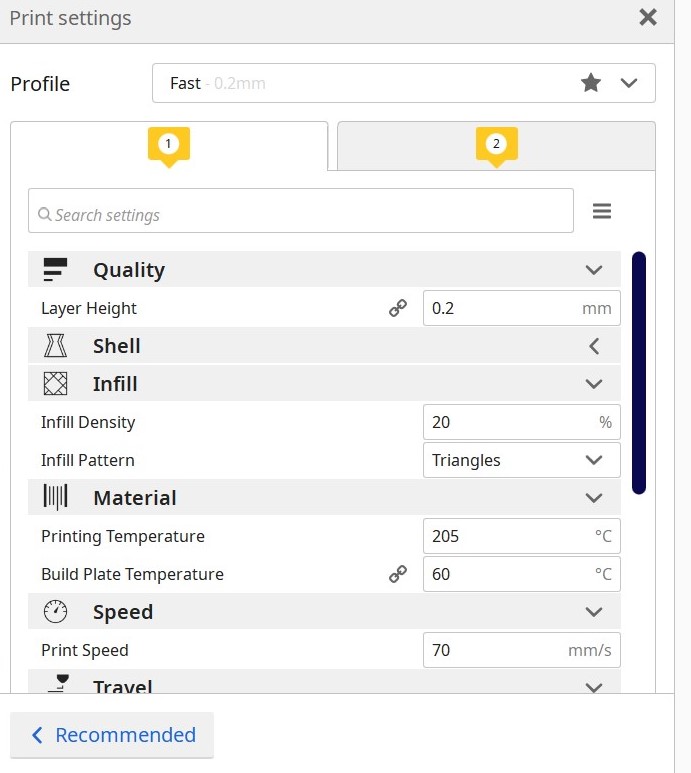 Print settings
Profile
Fast - 0.2mm
1
2
Search settings
Quality
Layer Height 0.2 mm
Shell
Infill
Infill Density 20 %
Infill Pattern Triangles
Material
Printing Temperature 205 °C
Build Plate Temperature 60 °C
Speed
Print Speed 70 mm/s
Travel
Recommended